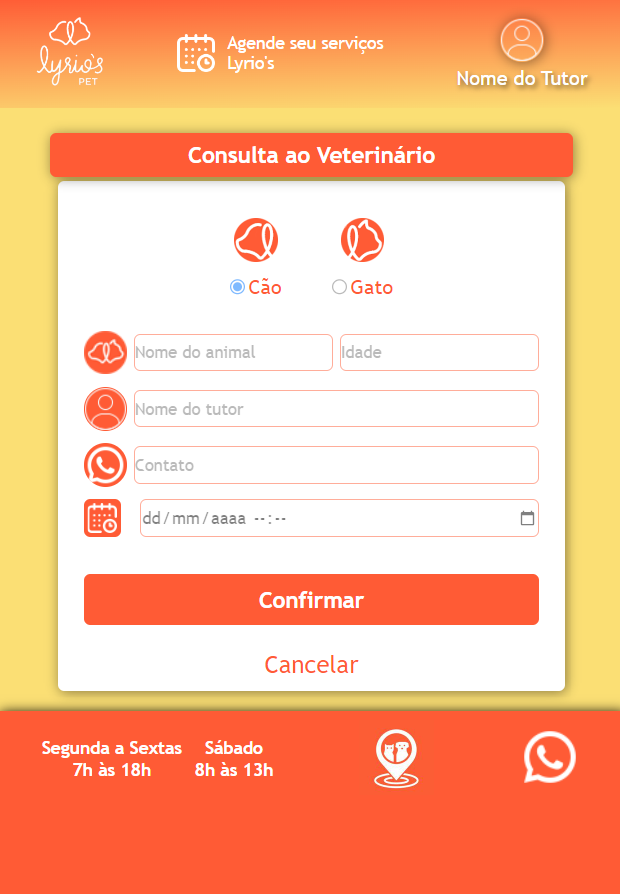 lyrio's
PET
Agende seu serviços
Lyrio's
Nome do Tutor
Consulta ao Veterinário
Cão
Gato
Nome do animal
Idade
Nome do tutor
Contato
dd/mm/aaaa --:--
Confirmar
Cancelar
Segunda a Sextas
7h às 18h
Sábado
8h às 13h